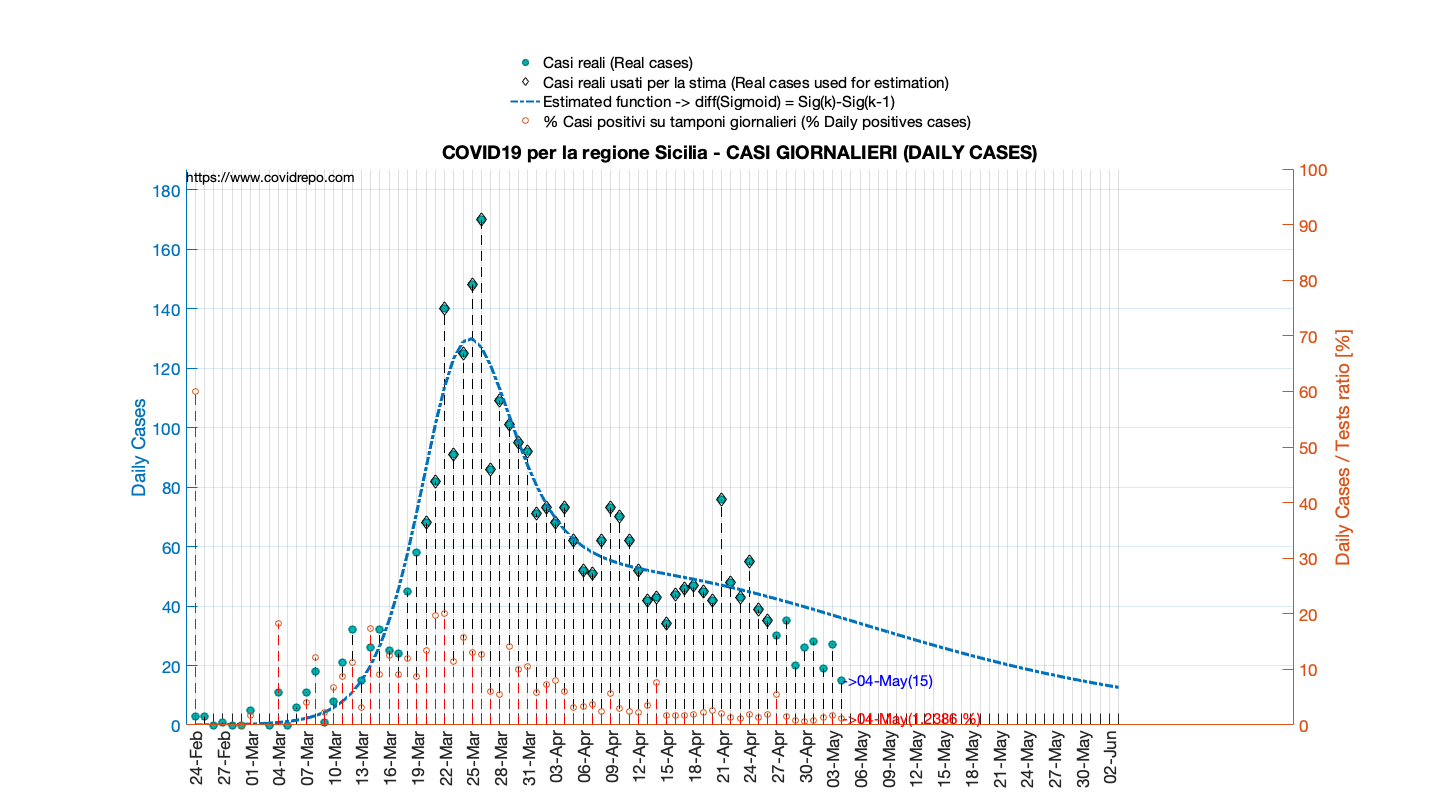 Casi reali (Real cases)
Casi reali usati per la stima (Real cases used for estimation)
Estimated function -> diff(Sigmoid) = Sig(k)-Sig(k-1)
% Casi positivi su tamponi giornalieri (% Daily positives cases)
COVID19 per la regione Sicilia - CASI GIORNALIERI (DAILY CASES)
https://www.covidrepo.com
Daily Cases
180
160
140
120
100
80
60
40
20
0
100
90
80
70
60
50
40
30
20
10
0
Daily Cases / Tests ratio [%]
->04-May(15)
->04-May(1.2386 %)
24-Feb
27-Feb
01-Mar
04-Mar
07-Mar
10-Mar
13-Mar
16-Mar
19-Mar
22-Mar
25-Mar
28-Mar
31-Mar
03-Apr
06-Apr
09-Apr
12-Apr
15-Apr
18-Apr
21-Apr
24-Apr
27-Apr
30-Apr
03-May
06-May
09-May
12-May
15-May
18-May
21-May
24-May
27-May
30-May
02-Jun